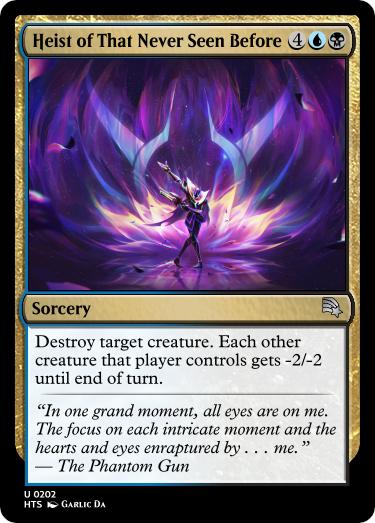 Heist of That Never Seen Before 4
Sorcery
Destroy target creature. Each other
creature that player controls gets -2/-2
until end of turn.
“In one grand moment, all eyes are on me.
The focus on each intricate moment and the
hearts and eyes enraptured by . . . me.”
— The Phantom Gun
U 0202
HTS Garlic Da